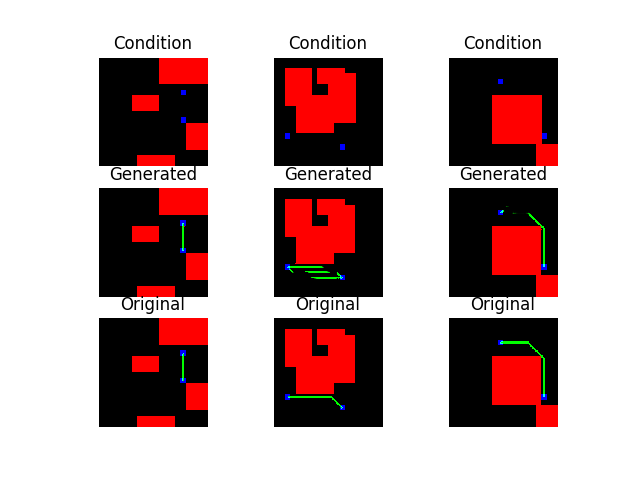 Condition Condition Condition
Generated Generated Generated
Original Original Original